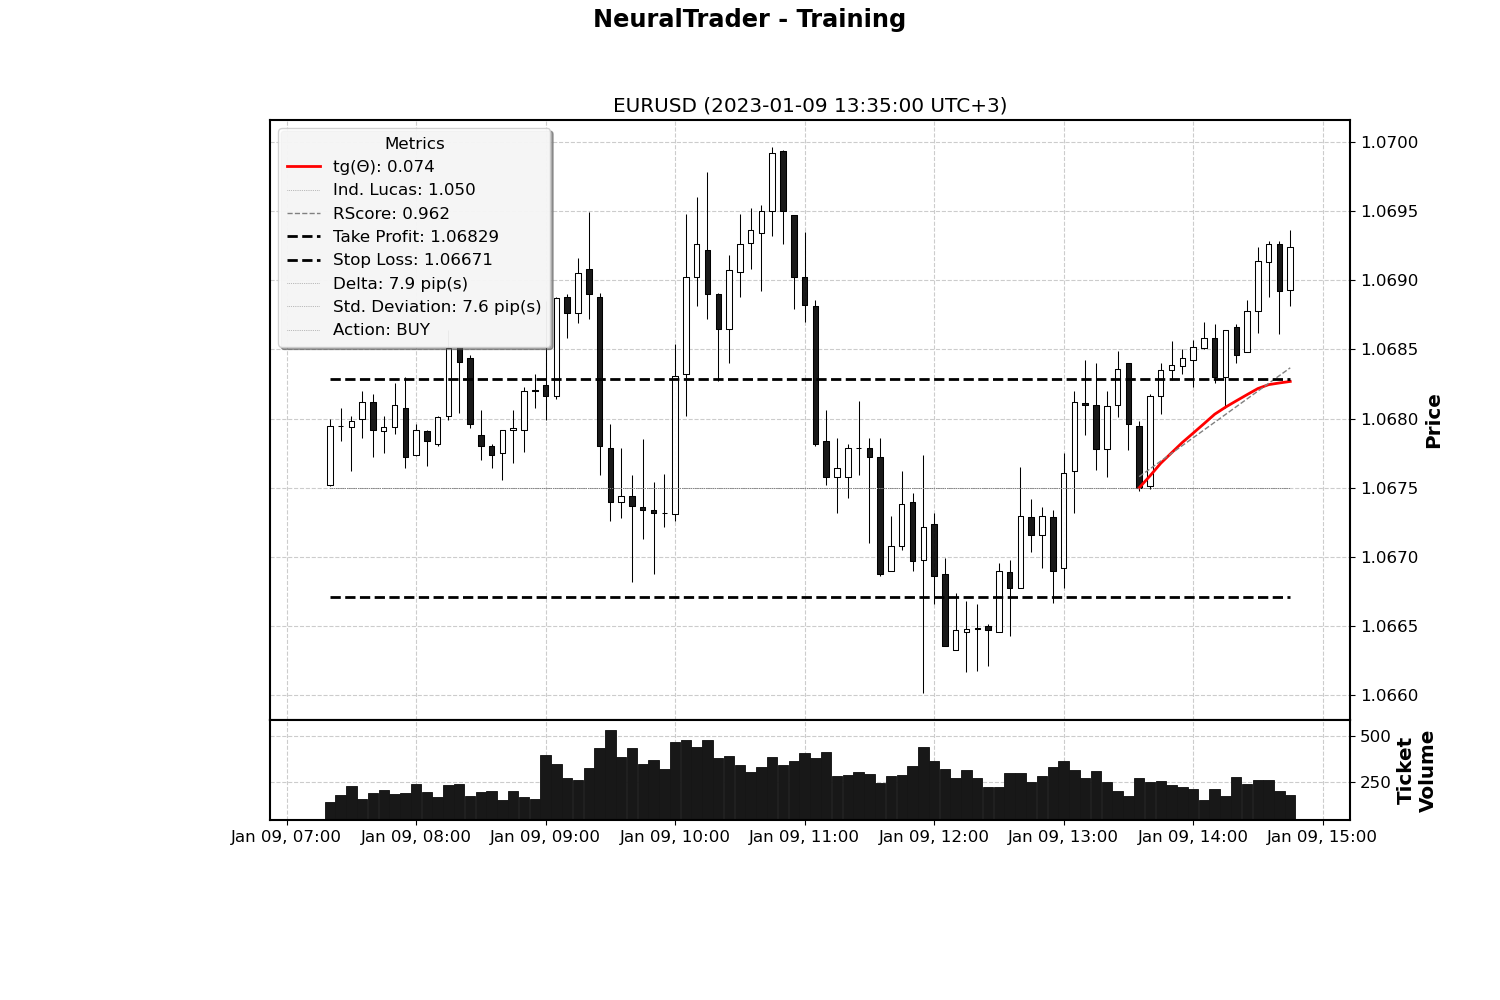 NeuralTrader - Training
EURUSD (2023-01-09 13:35:00 UTC+3)
Metrics
tg(Θ): 0.074
Ind. Lucas: 1.050
RScore: 0.962
Take Profit: 1.06829
Stop Loss: 1.06671
Delta: 7.9 pip(s)
Std. Deviation: 7.6 pip(s)
Action: BUY
1.0700
1.0695
1.0690
1.0685
1.0680
1.0675
1.0670
1.0665
1.0660
Price
500
250
Ticket
Volume
Jan 09, 07:00
Jan 09, 08:00
Jan 09, 09:00
Jan 09, 10:00
Jan 09, 11:00
Jan 09, 12:00
Jan 09, 13:00
Jan 09, 14:00
Jan 09, 15:00